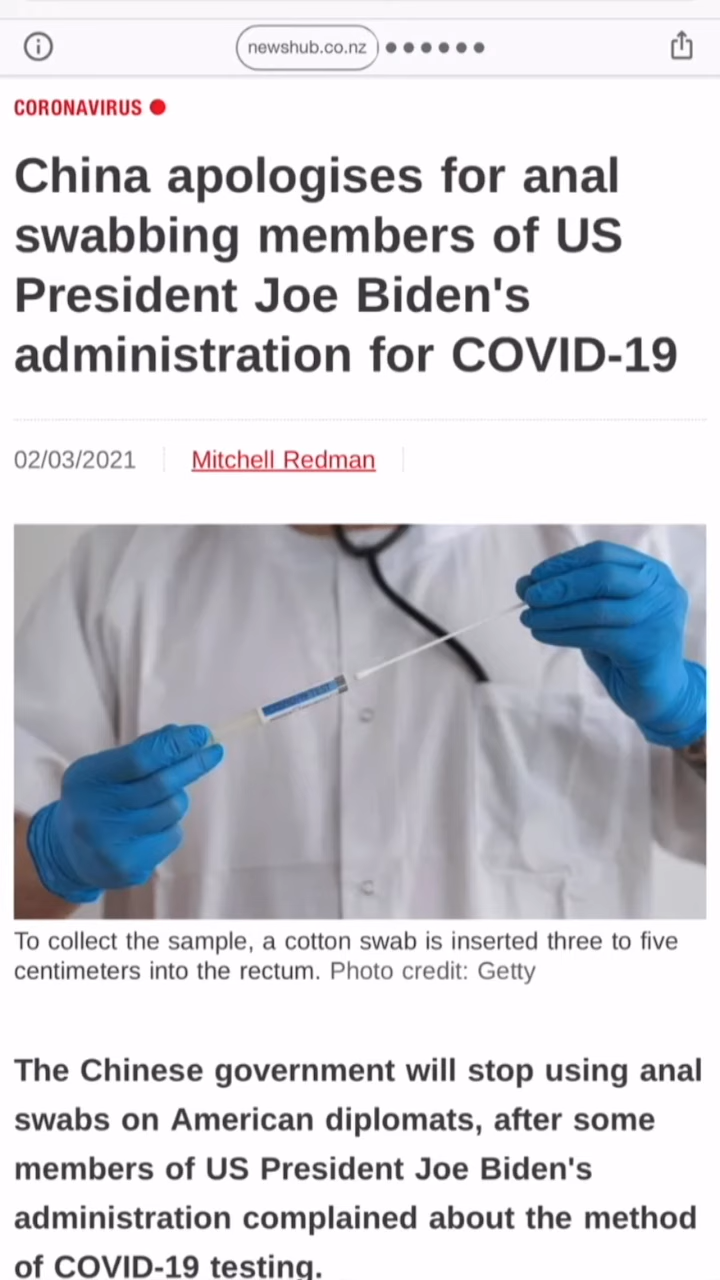 newshub.co.nz
CORONAVIRUS
China apologises for anal
swabbing members of US
President Joe Biden's
administration for COVID-19
02/03/2021 Mitchell Redman
To collect the sample, a cotton swab is inserted three to five
centimeters into the rectum. Photo credit: Getty
The Chinese government will stop using anal
swabs on American diplomats, after some
members of US President Joe Biden's
administration complained about the method
of COVID-19 testing.